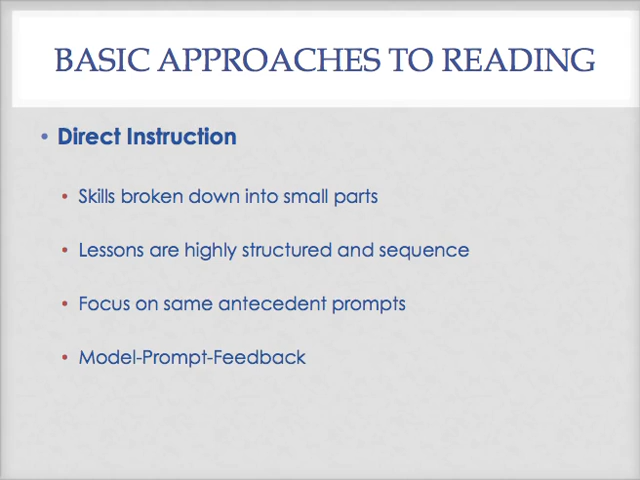 BASIC APPROACHES TO READING
• Direct Instruction
• Skills broken down into small parts
• Lessons are highly structured and sequence
• Focus on same antecedent prompts
• Model-Prompt-Feedback